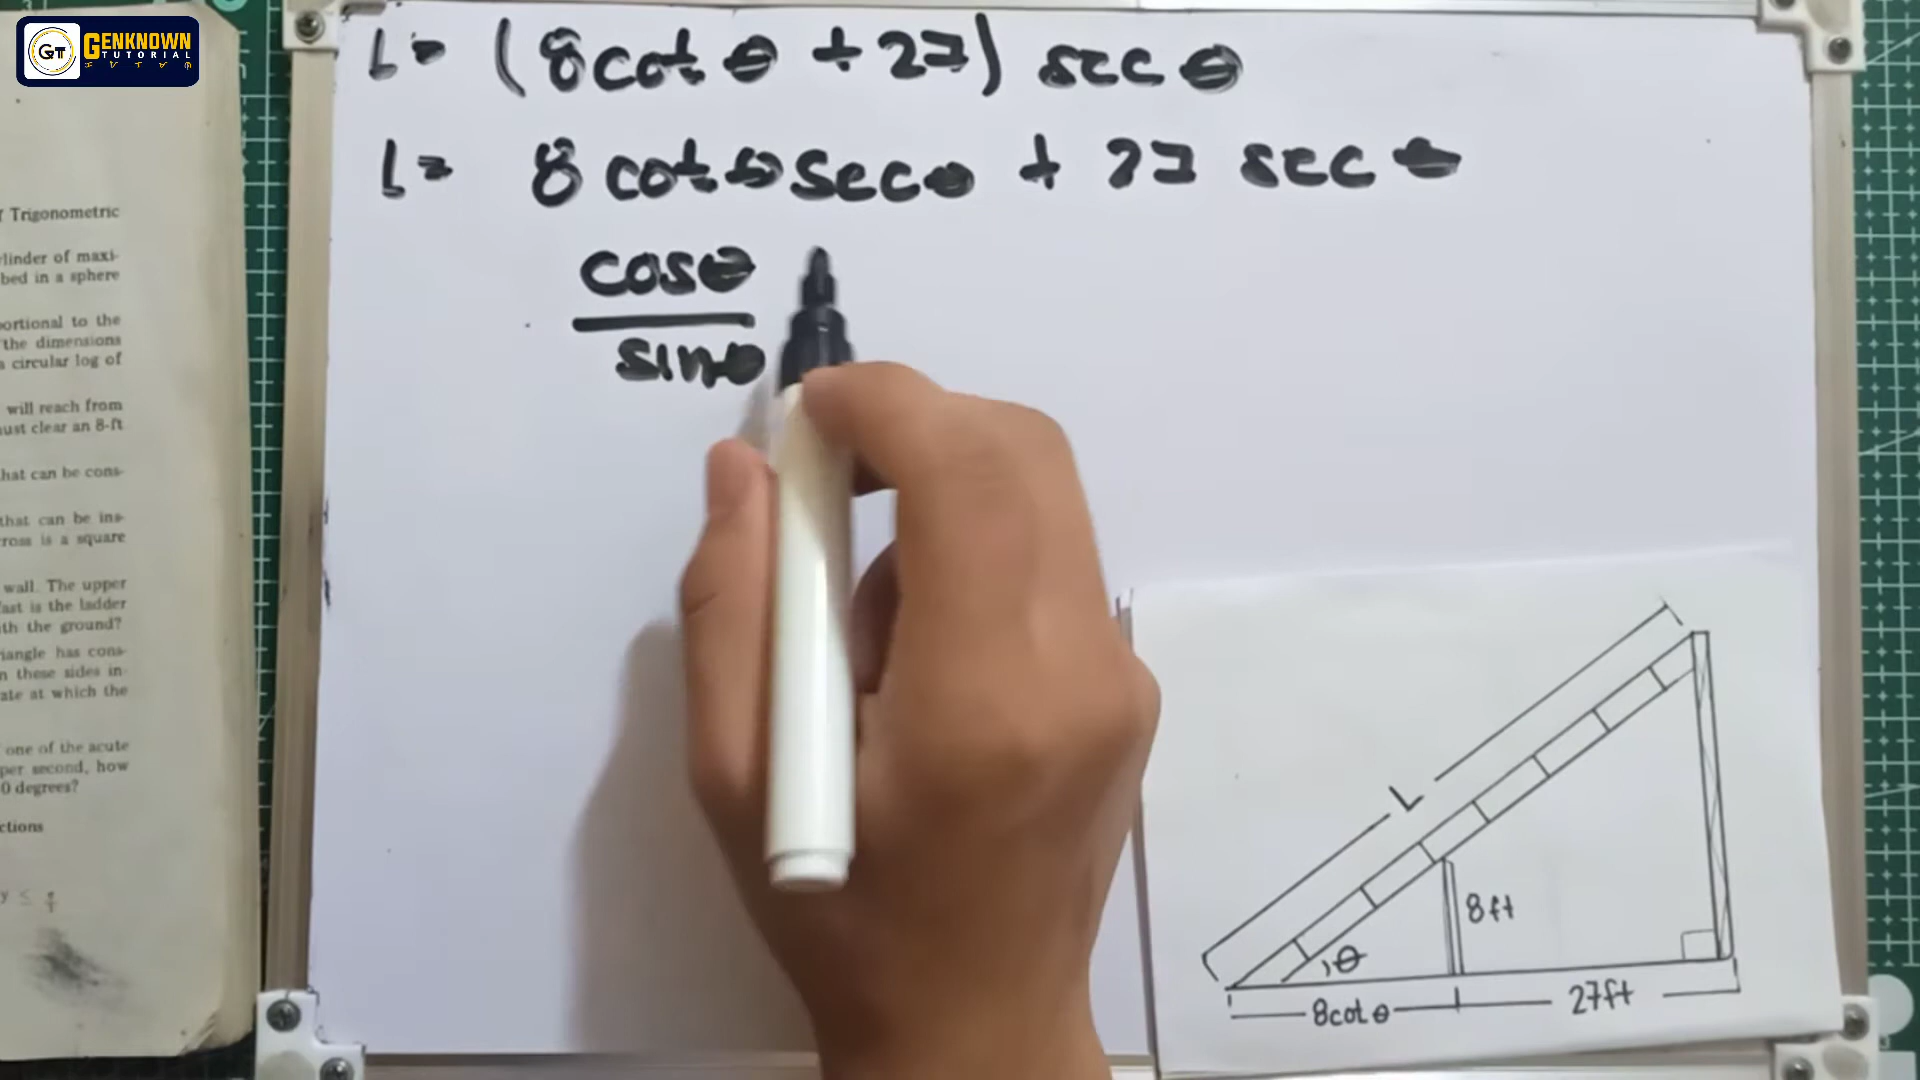 GENKNOWN
TUTORIAL
L = (8cot θ + 27) sec θ
L = 8 cot θ sec θ + 27 sec θ
cos θ
sin θ
f Trigonometric
linder of maxi-
bed in a sphere
portional to the
the dimensions
a circular log of
will reach from
must clear an 8-ft
hat can be cons-
that can be ins-
ross is a square
wall. The upper
fast is the ladder
th the ground?
iangle has cons-
n these sides in-
ate at which the
one of the acute
per second, how
0 degrees?
ctions
L
8ft
θ
8cot θ
27ft